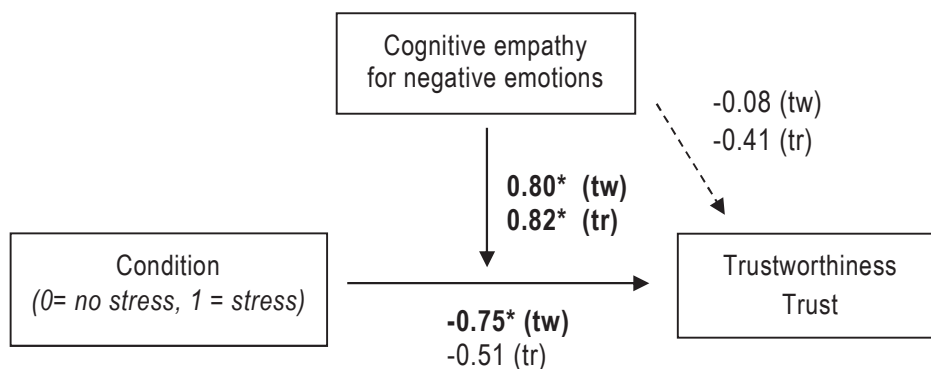 Cognitive empathy
for negative emotions
-0.08 (tw)
-0.41 (tr)
0.80* (tw)
0.82* (tr)
Condition
(0= no stress, 1 = stress)
Trustworthiness
Trust
-0.75* (tw)
-0.51 (tr)